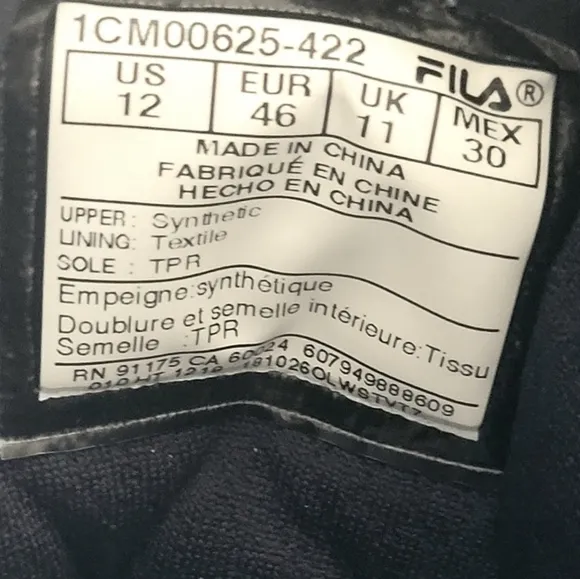 1CM00625-422
FILA®
US EUR UK MEX
12 46 11 30
MADE IN CHINA
FABRIQUÉ EN CHINE
HECHO EN CHINA
UPPER: Synthetic
LINING: Textile
SOLE : TPR
Empeigne:synthétique
Doublure et semelle intérieure:Tissu
Semelle :TPR
RN 91175 CA 60024 607949888609